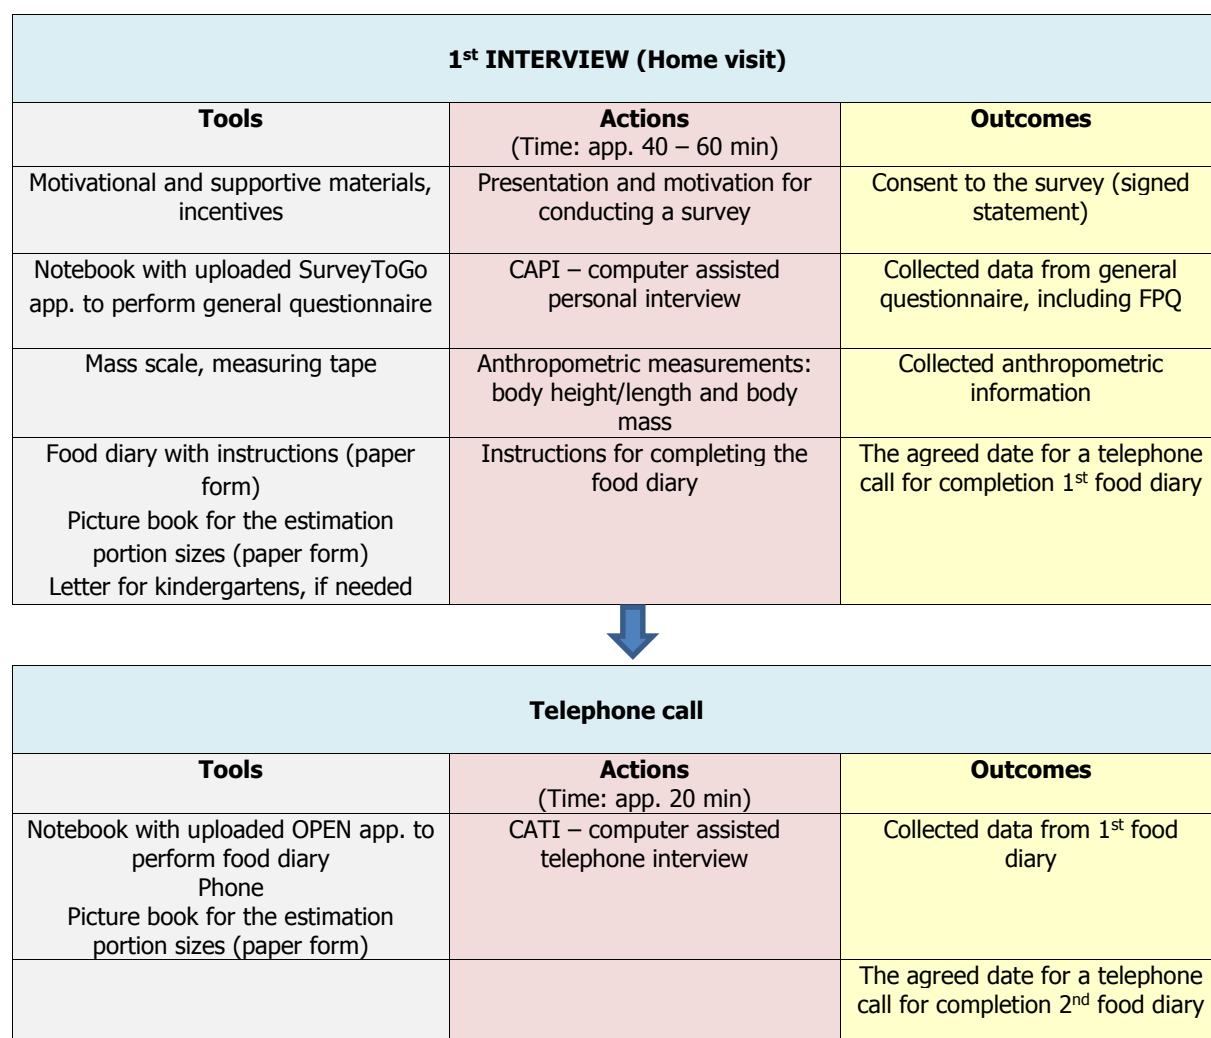 1st INTERVIEW (Home visit)
Tools
Actions
(Time: app. 40 – 60 min)
Outcomes
Motivational and supportive materials,
incentives
Presentation and motivation for
conducting a survey
Consent to the survey (signed
statement)
Notebook with uploaded SurveyToGo
app. to perform general questionnaire
CAPI – computer assisted
personal interview
Collected data from general
questionnaire, including FPQ
Mass scale, measuring tape
Anthropometric measurements:
body height/length and body
mass
Collected anthropometric
information
Food diary with instructions (paper
form)
Picture book for the estimation
portion sizes (paper form)
Letter for kindergartens, if needed
Instructions for completing the
food diary
The agreed date for a telephone
call for completion 1st food diary
Telephone call
Tools
Actions
(Time: app. 20 min)
Outcomes
Notebook with uploaded OPEN app. to
perform food diary
Phone
Picture book for the estimation
portion sizes (paper form)
CATI – computer assisted
telephone interview
Collected data from 1st food
diary
The agreed date for a telephone
call for completion 2nd food diary